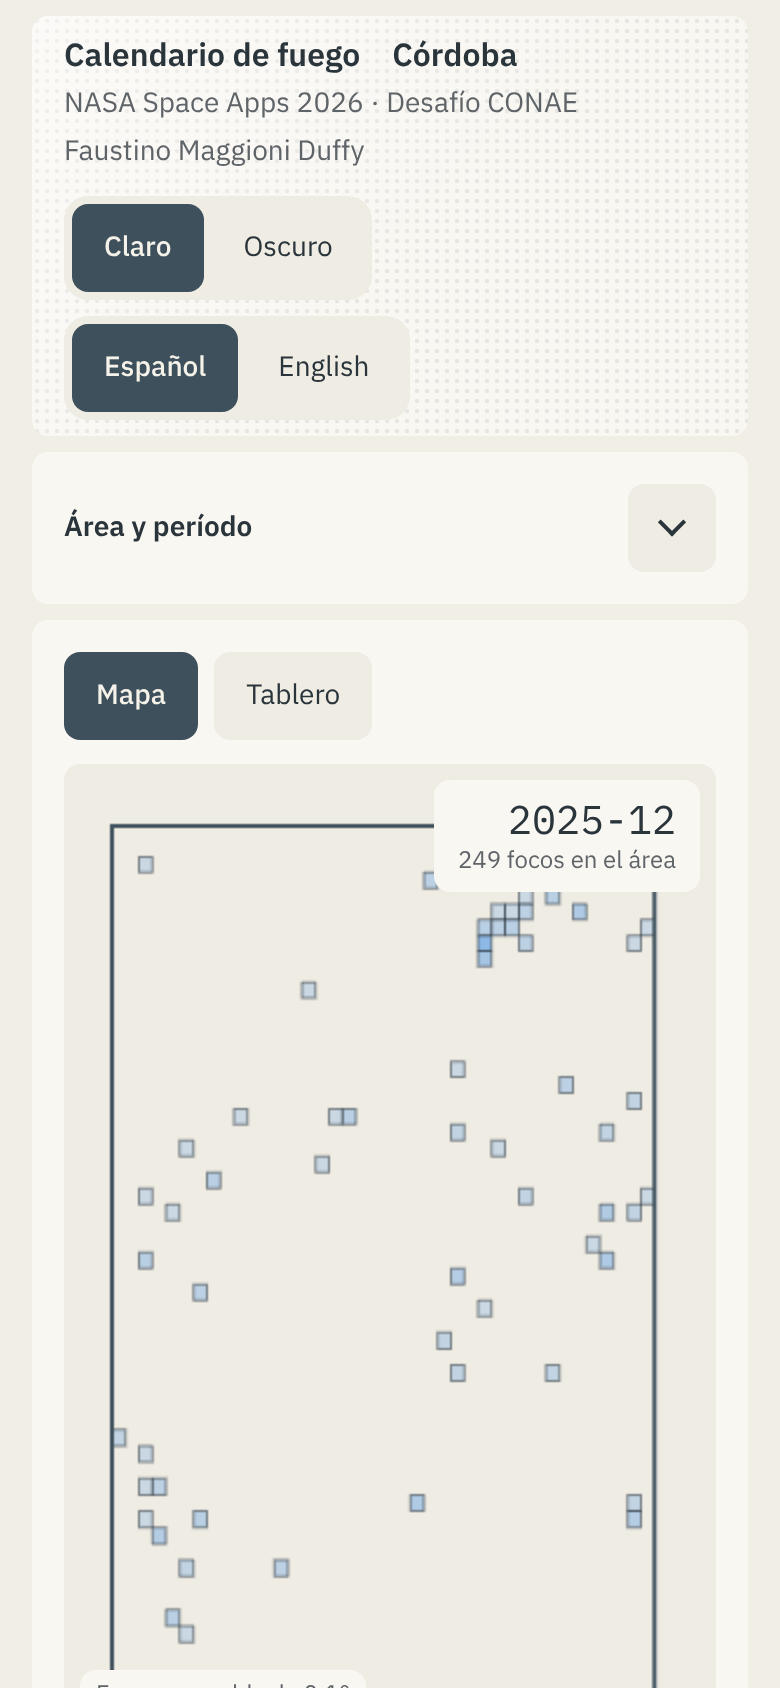 Calendario de fuego Córdoba
NASA Space Apps 2026 · Desafío CONAE
Faustino Maggioni Duffy
Claro Oscuro
Español English
Área y período
Mapa Tablero
2025-12
249 focos en el área